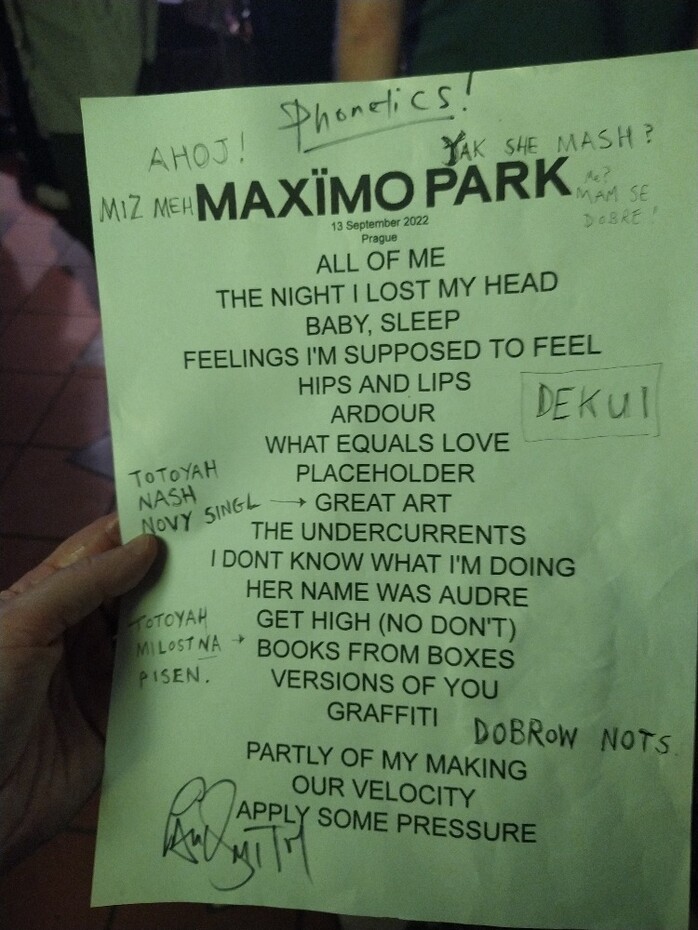 Phonetics!
AHOJ!
YAK SHE MASH?
MIZ MEH
MAXÏMO PARK
Me?
MAM SE
DOBRE!
13 September 2022
Prague
ALL OF ME
THE NIGHT I LOST MY HEAD
BABY, SLEEP
FEELINGS I'M SUPPOSED TO FEEL
HIPS AND LIPS
DEKUI
ARDOUR
WHAT EQUALS LOVE
PLACEHOLDER
TOTOYAH
NASH
NOVY SINGL → GREAT ART
THE UNDERCURRENTS
I DONT KNOW WHAT I'M DOING
HER NAME WAS AUDRE
GET HIGH (NO DON'T)
TOTOYAH
MILOSTNA → BOOKS FROM BOXES
PISEN.
VERSIONS OF YOU
GRAFFITI
DOBROW NOTS.
PARTLY OF MY MAKING
OUR VELOCITY
APPLY SOME PRESSURE
Paul SMITH